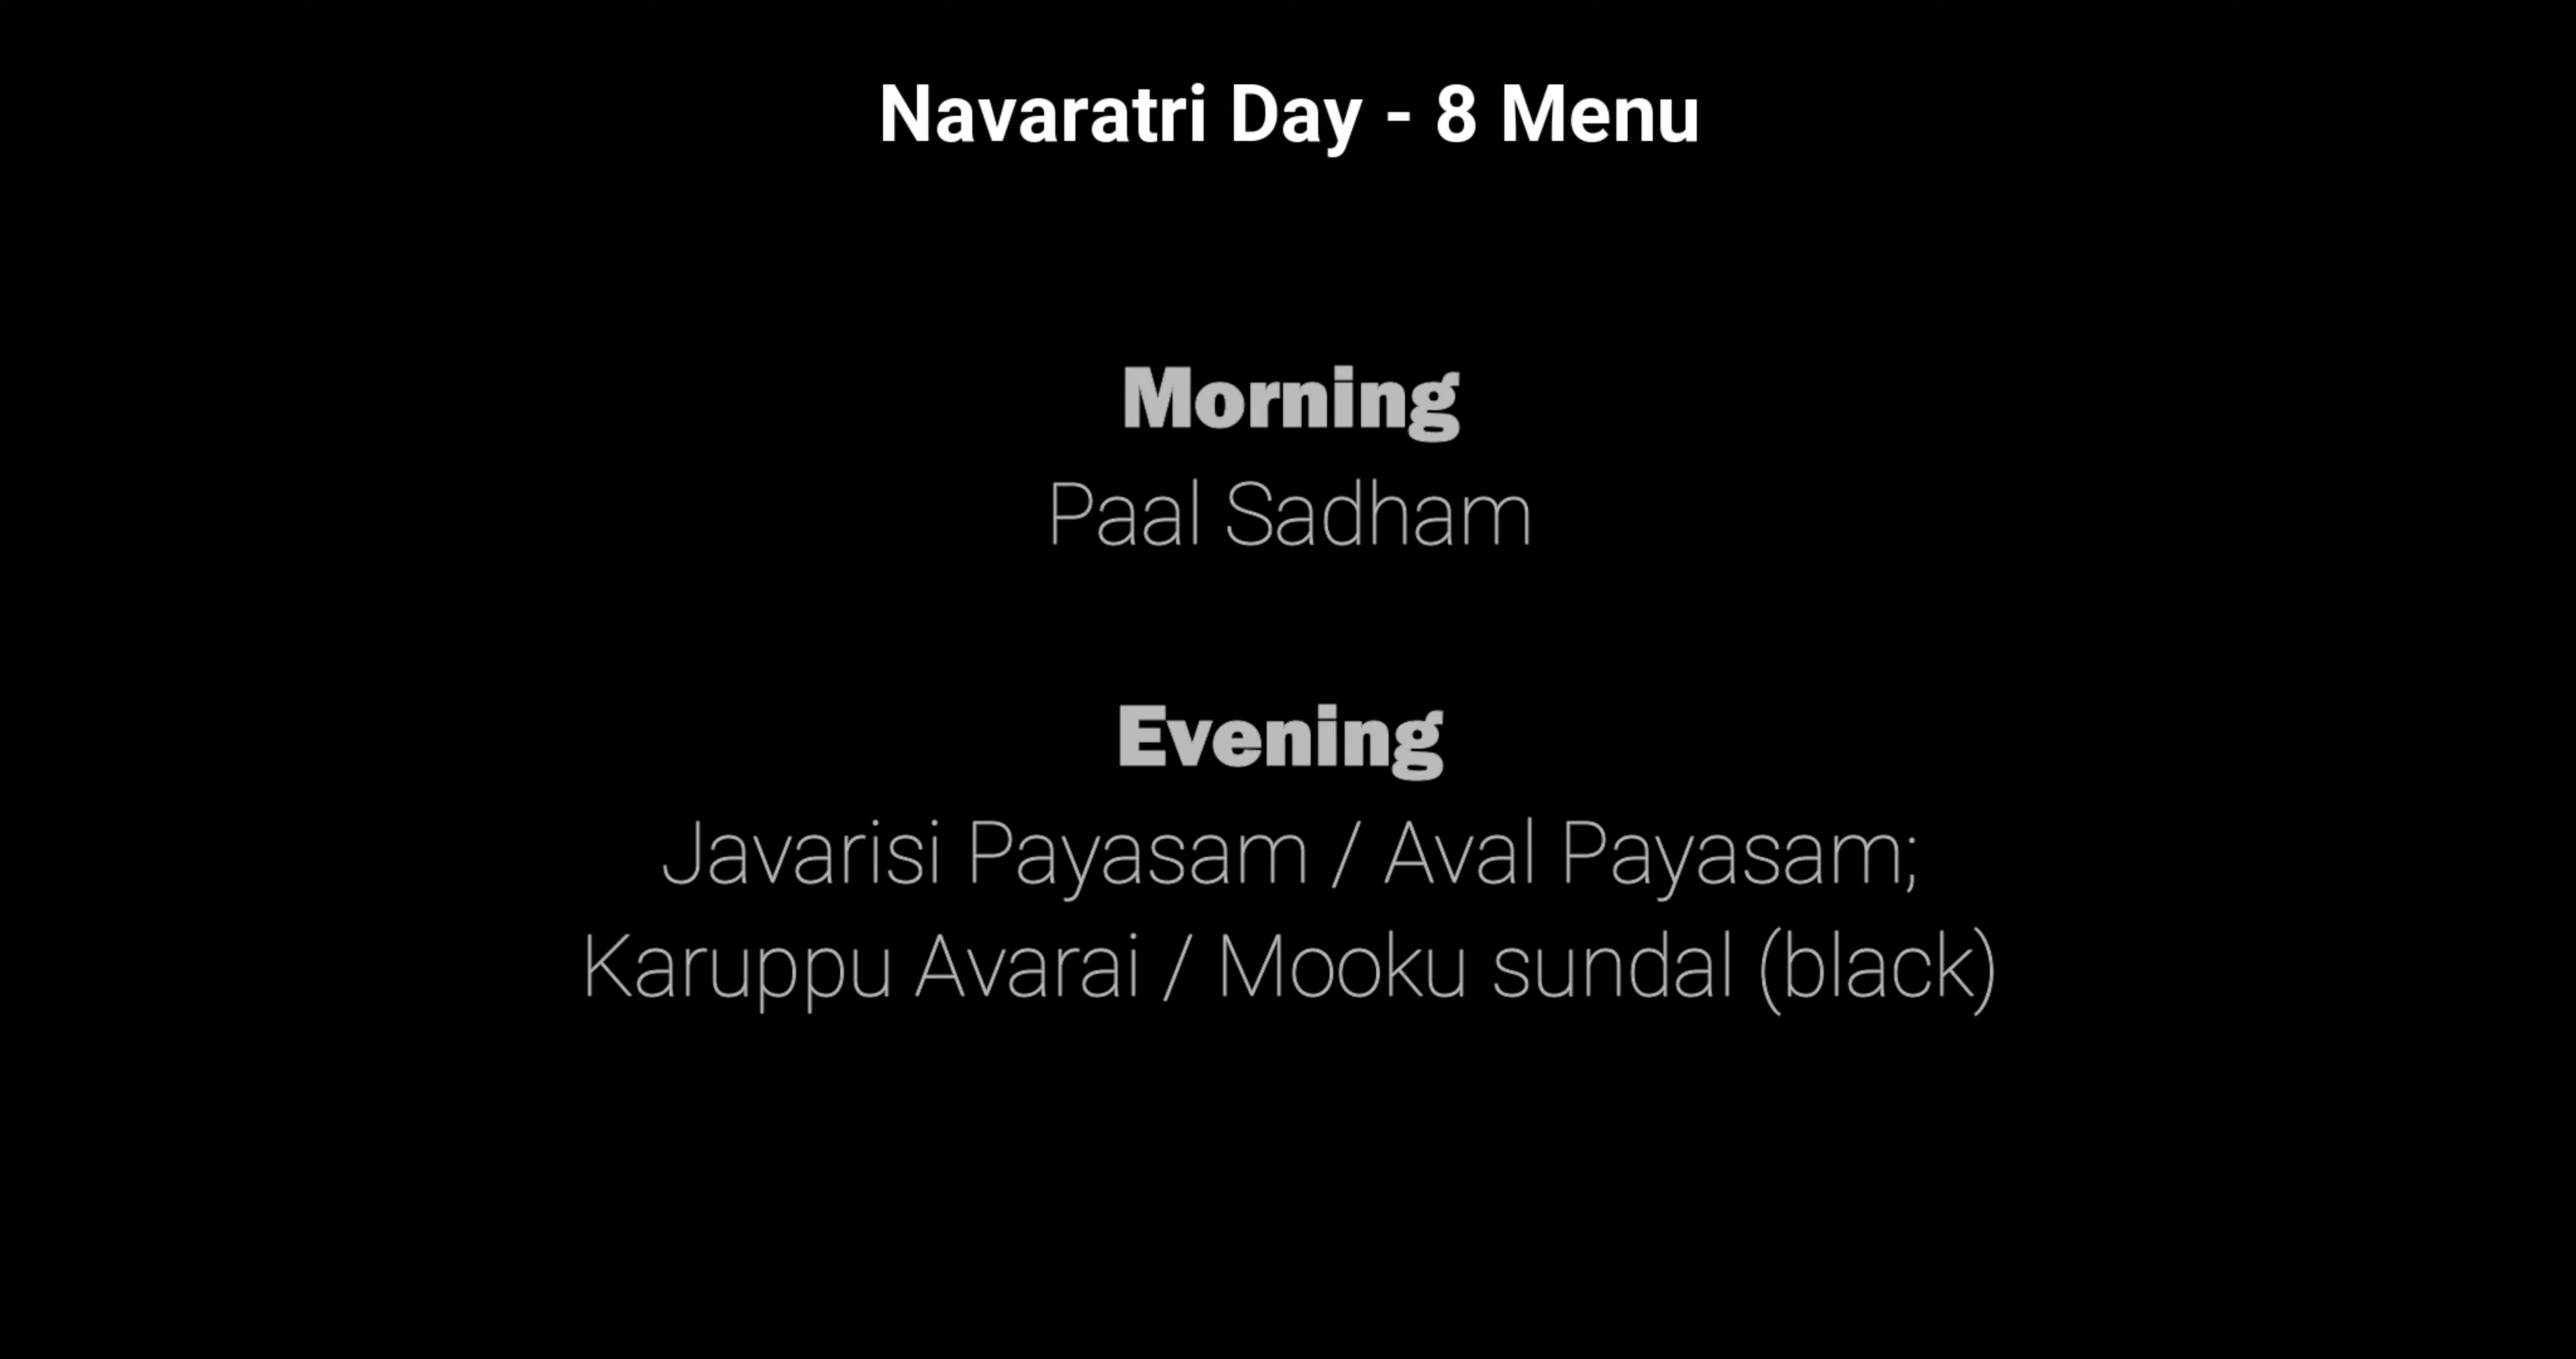 Navaratri Day - 8 Menu
Morning
Paal Sadham
Evening
Javarisi Payasam / Aval Payasam;
Karuppu Avarai / Mooku sundal (black)